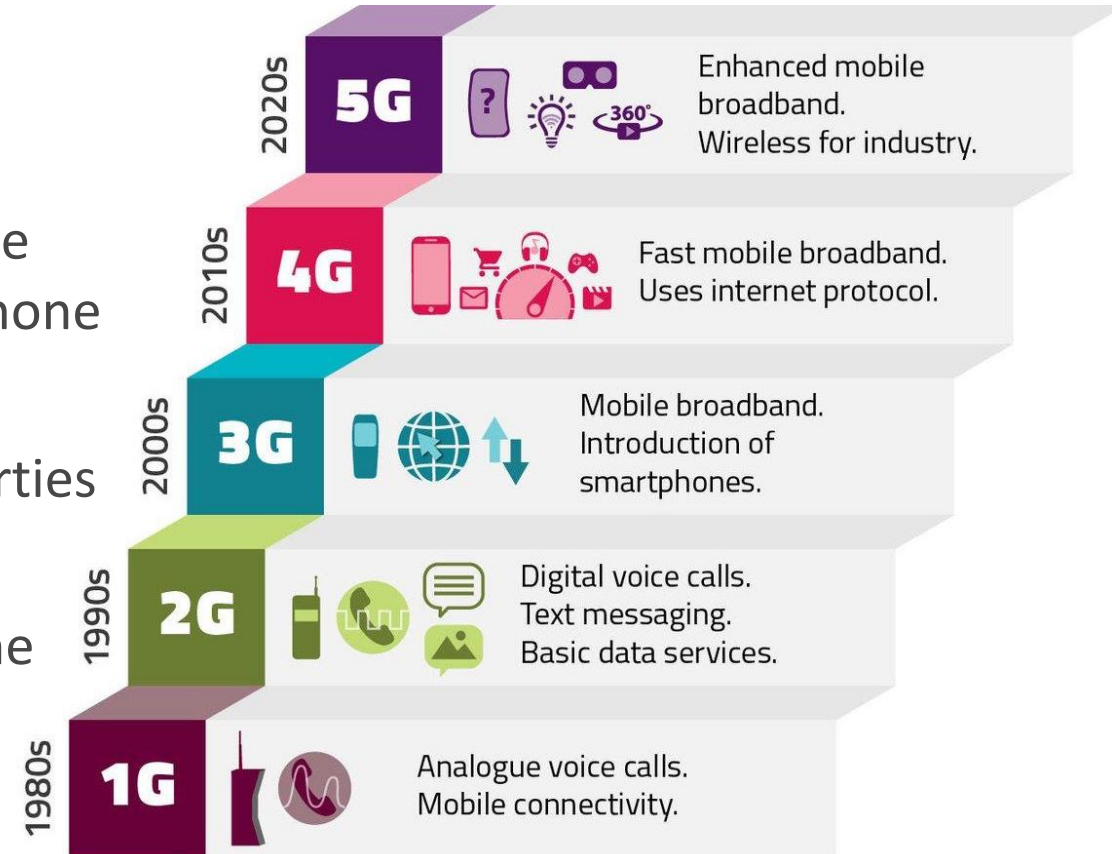 2020s
5G
?
360°
Enhanced mobile
broadband.
Wireless for industry.
2010s
4G
Fast mobile broadband.
Uses internet protocol.
2000s
3G
Mobile broadband.
Introduction of
smartphones.
1990s
2G
Digital voice calls.
Text messaging.
Basic data services.
1980s
1G
Analogue voice calls.
Mobile connectivity.